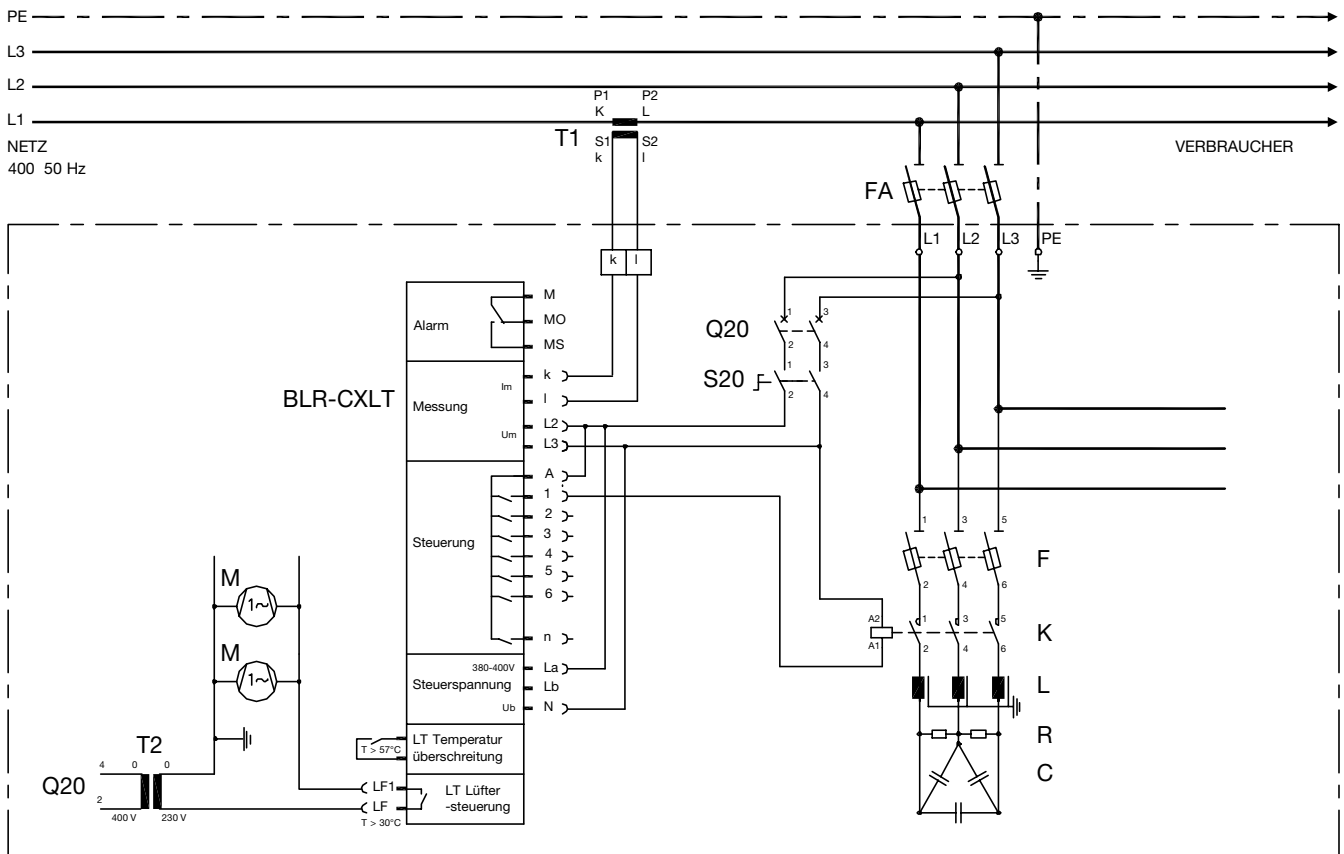 PE
L3
L2
L1
NETZ
400 50 Hz
P1 P2
K L
T1
S1 S2
k l
VERBRAUCHER
FA
L1 L2 L3 PE
k l
BLR-CXLT
Alarm
M
MO
MS
Messung
Im
k
l
Um
L2
L3
Steuerung
A
1
2
3
4
5
6
n
380-400V
Steuerspannung
Ub
La
Lb
N
T > 57°C
LT Temperatur
überschreitung
LF1
LF
T > 30°C
LT Lüfter
-steuerung
Q20
1 3
2 4
S20
1 3
2 4
1 3 5
F
2 4 6
A2
A1
1 3 5
K
2 4 6
L
R
C
M
1~
M
1~
T2
Q20
4 0 0
2
400 V 230 V